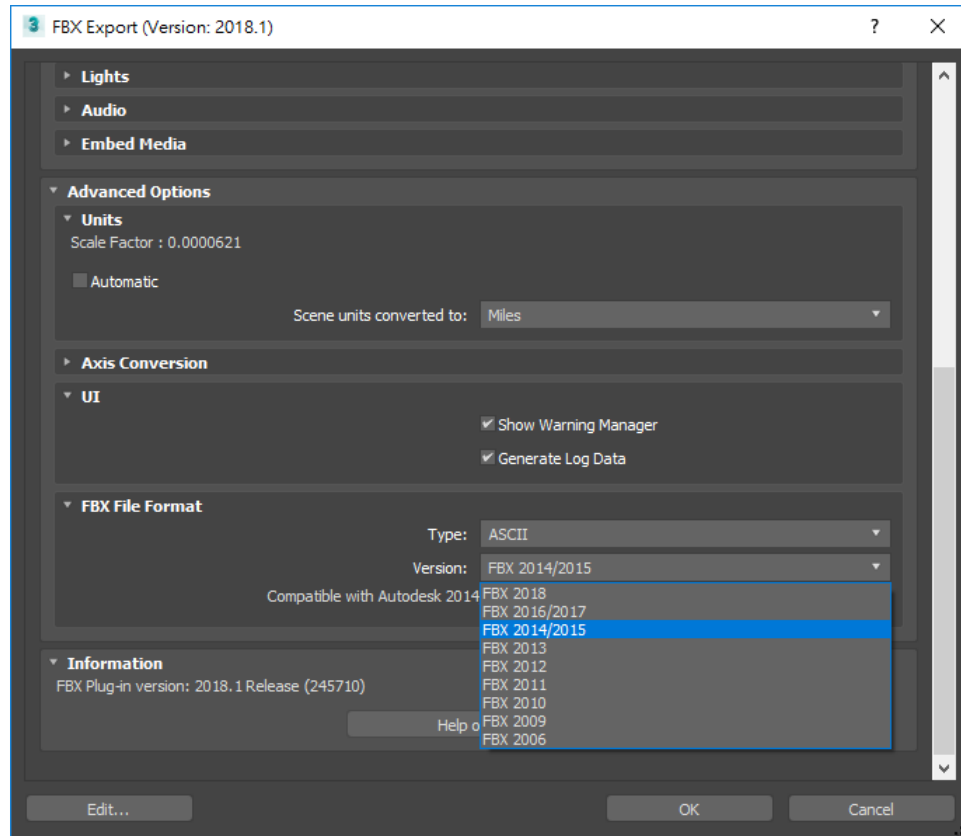 3 FBX Export (Version: 2018.1) ? ×
Lights
Audio
Embed Media
Advanced Options
Units
Scale Factor : 0.0000621
Automatic
Scene units converted to: Miles
Axis Conversion
UI
Show Warning Manager
Generate Log Data
FBX File Format
Type: ASCII
Version: FBX 2014/2015
Compatible with Autodesk 2014
FBX 2018
FBX 2016/2017
FBX 2014/2015
FBX 2013
FBX 2012
FBX 2011
FBX 2010
FBX 2009
FBX 2006
Information
FBX Plug-in version: 2018.1 Release (245710)
Help o
Edit...
OK
Cancel